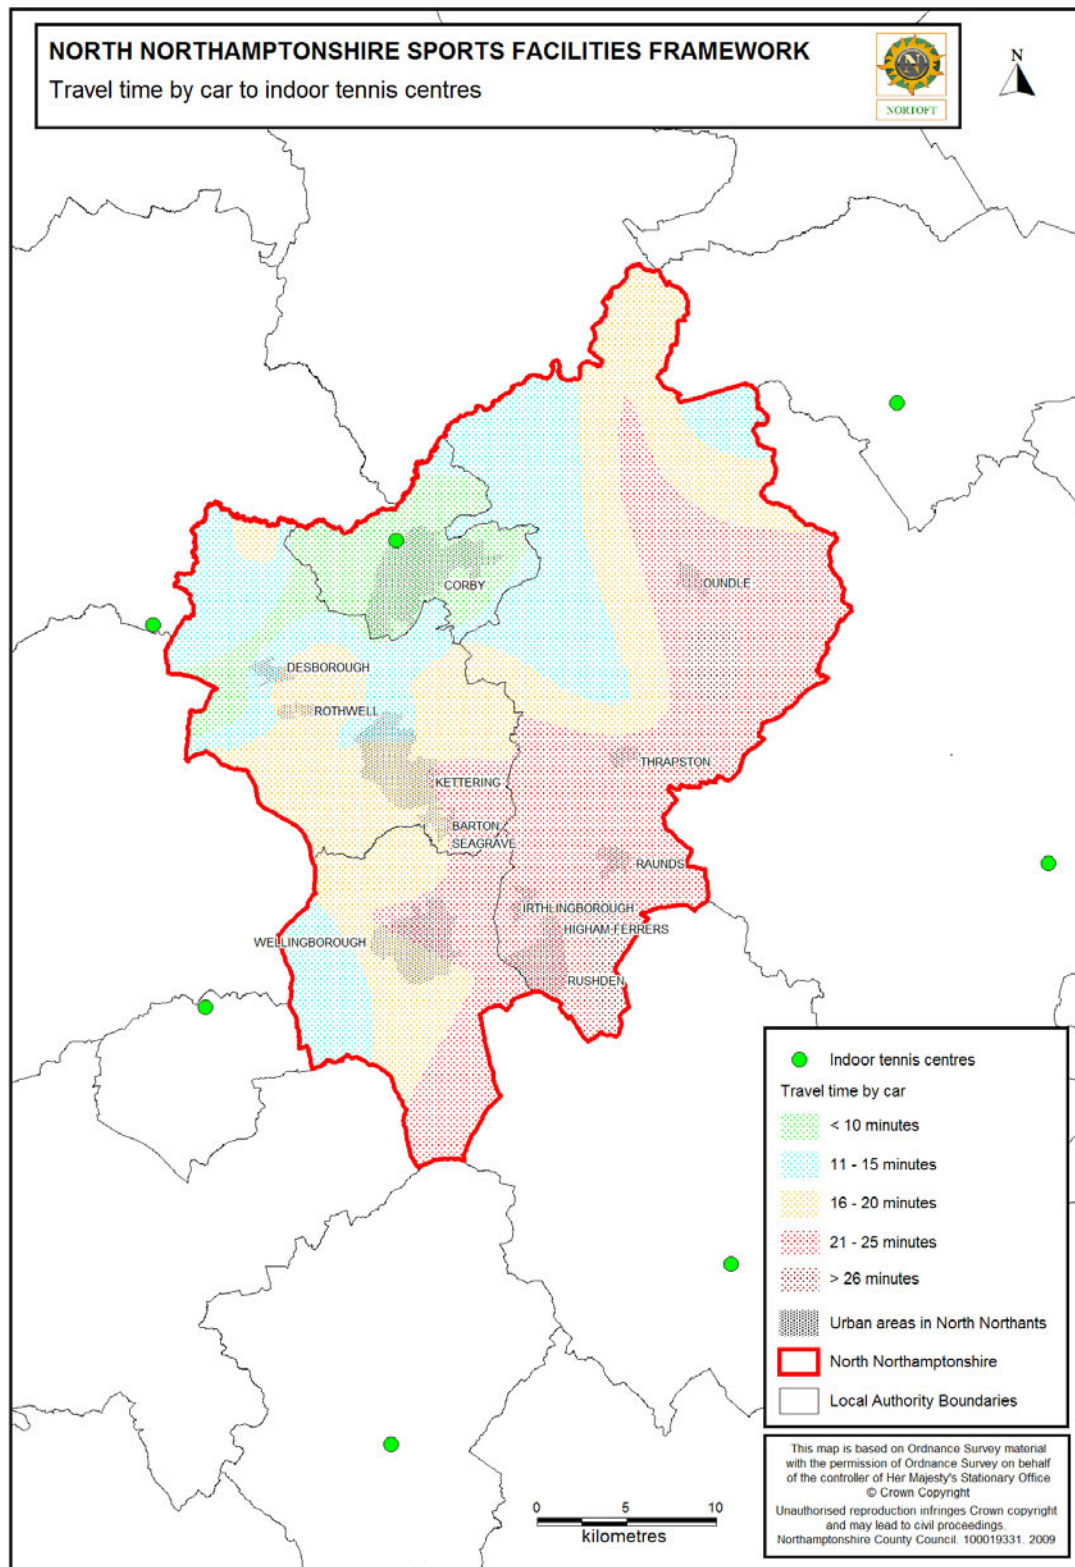 NORTH NORTHAMPTONSHIRE SPORTS FACILITIES FRAMEWORK
Travel time by car to indoor tennis centres
N
NORTOFT
N
CORBY
OUNDLE
DESBOROUGH
ROTHWELL
THRAPSTON
KETTERING
BARTON
SEAGRAVE
RAUNDS
IRTHLINGBOROUGH
HIGHAM FERRERS
WELLINGBOROUGH
RUSHDEN
Indoor tennis centres
Travel time by car
< 10 minutes
11 - 15 minutes
16 - 20 minutes
21 - 25 minutes
> 26 minutes
Urban areas in North Northants
North Northamptonshire
Local Authority Boundaries
This map is based on Ordnance Survey material
with the permission of Ordnance Survey on behalf
of the controller of Her Majesty's Stationary Office
© Crown Copyright
Unauthorised reproduction infringes Crown copyright
and may lead to civil proceedings.
Northamptonshire County Council. 100019331. 2009
0 5 10
kilometres